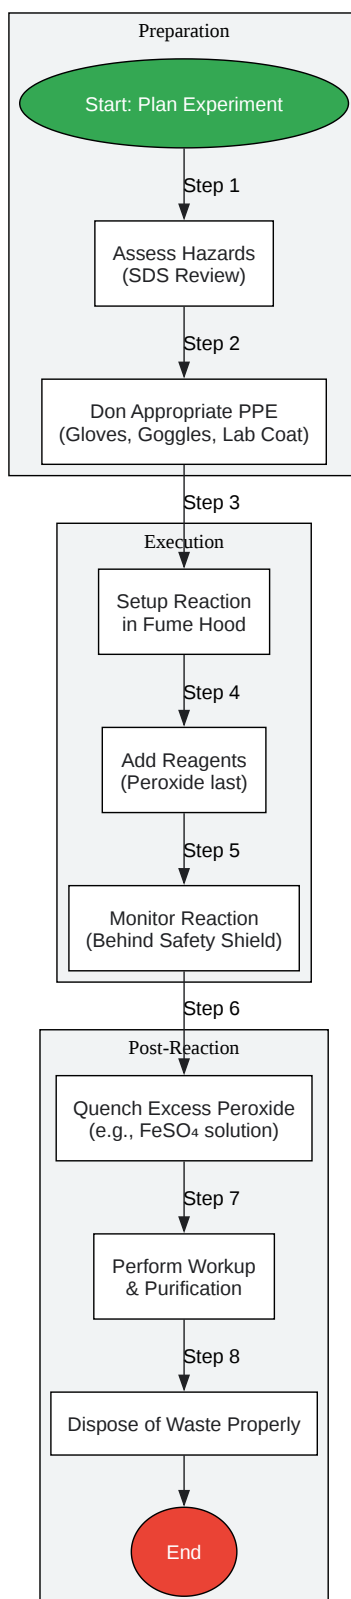 Preparation
Start: Plan Experiment
Step 1
Assess Hazards
(SDS Review)
Step 2
Don Appropriate PPE
(Gloves, Goggles, Lab Coat)
Step 3
Execution
Setup Reaction
in Fume Hood
Step 4
Add Reagents
(Peroxide last)
Step 5
Monitor Reaction
(Behind Safety Shield)
Step 6
Post-Reaction
Quench Excess Peroxide
(e.g., FeSO₄ solution)
Step 7
Perform Workup
& Purification
Step 8
Dispose of Waste Properly
End